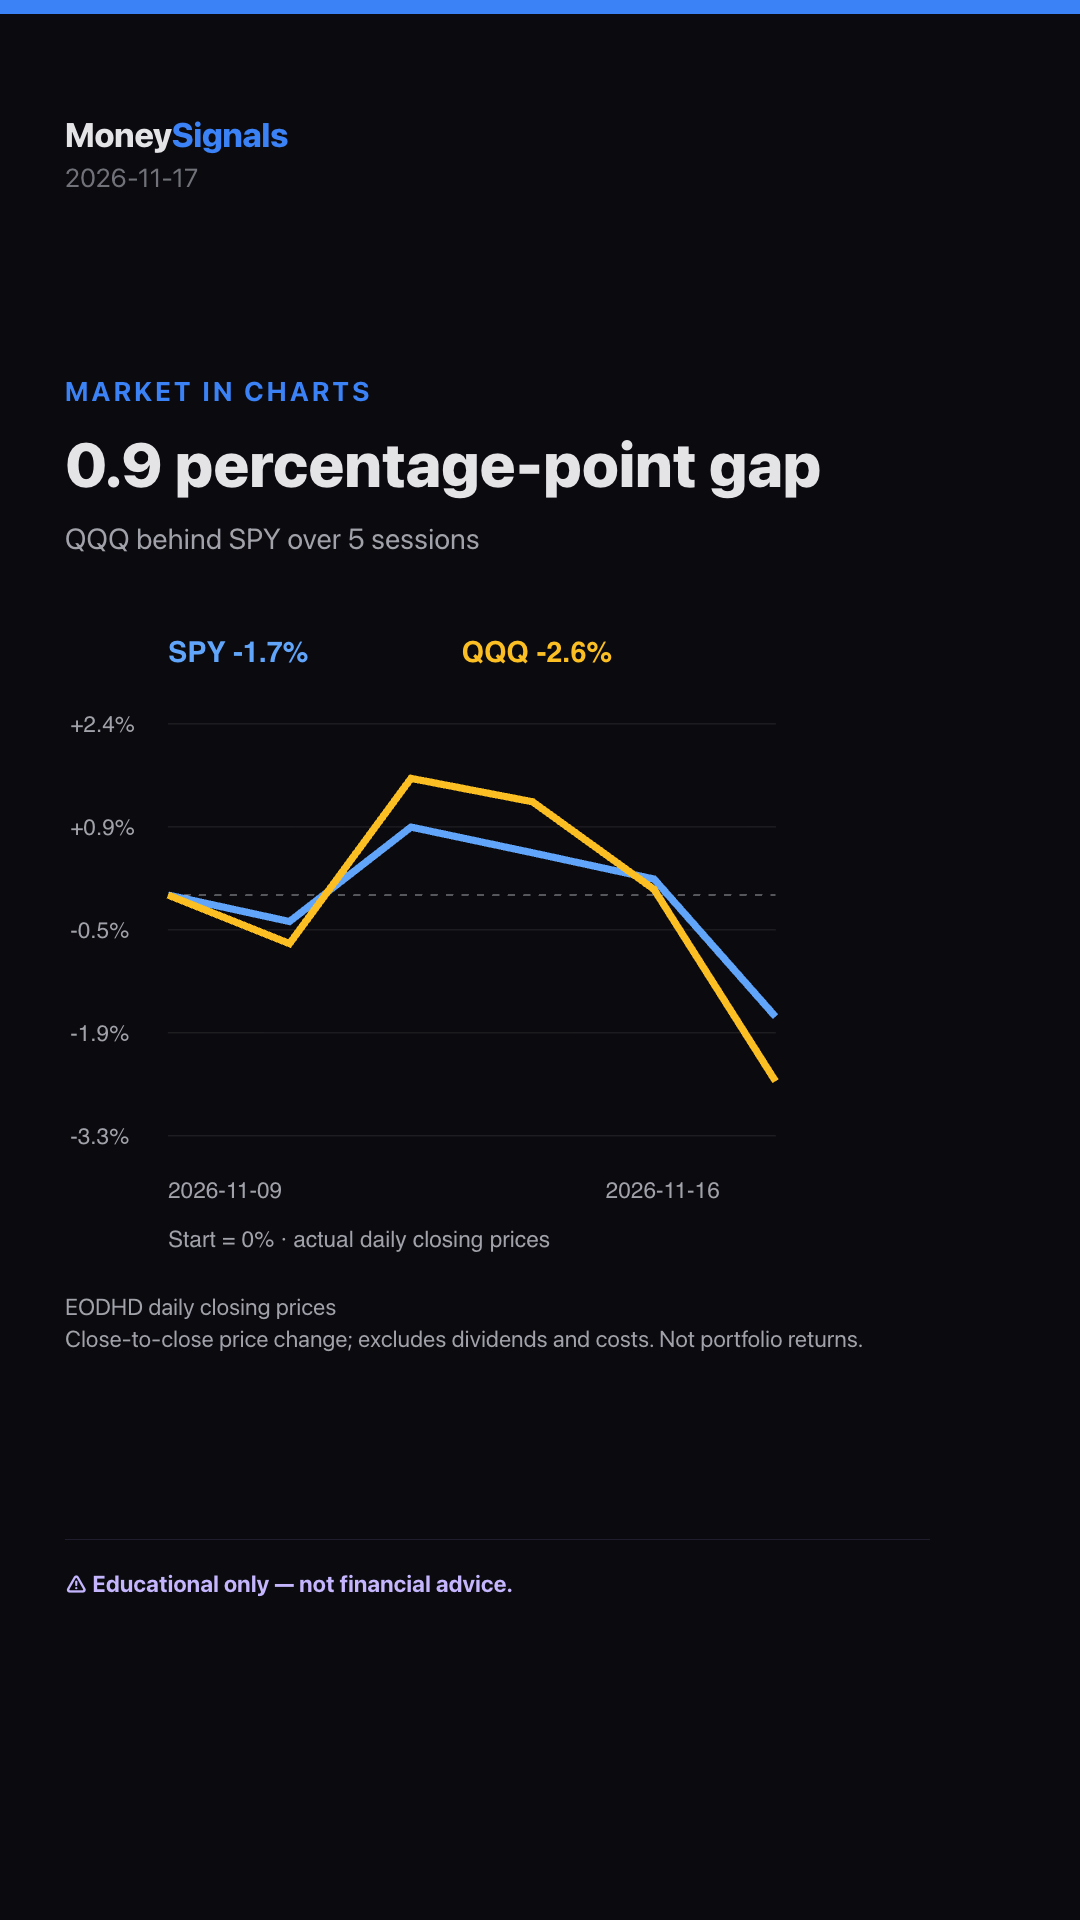 MoneySignals
2026-11-17
MARKET IN CHARTS
0.9 percentage-point gap
QQQ behind SPY over 5 sessions
SPY -1.7% QQQ -2.6%
+2.4%
+0.9%
-0.5%
-1.9%
-3.3%
2026-11-09 2026-11-16
Start = 0% · actual daily closing prices
EODHD daily closing prices
Close-to-close price change; excludes dividends and costs. Not portfolio returns.
⚠ Educational only — not financial advice.